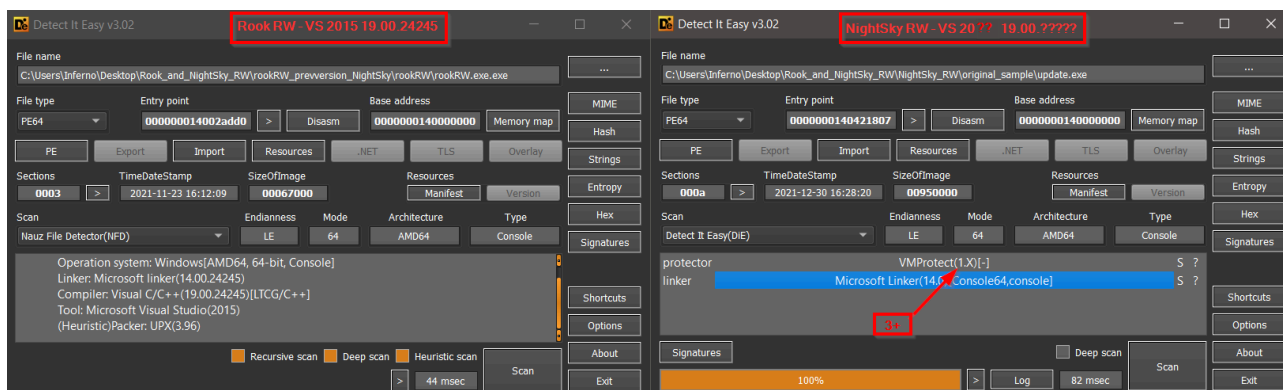 Detect It Easy v3.02
Rook RW - VS 2015 19.00.24245
File name
C:\Users\Inferno\Desktop\Rook_and_NightSky_RW\rookRW_prevversion_NightSky\rookRW\rookRW.exe.exe
...
File type
Entry point
Base address
MIME
PE64
000000014002add0
>
Disasm
0000000140000000
Memory map
Hash
PE
Export
Import
Resources
.NET
TLS
Overlay
Strings
Sections
TimeDateStamp
SizeOfImage
Resources
Entropy
0003
>
2021-11-23 16:12:09
00067000
Manifest
Version
Hex
Scan
Endianness
Mode
Architecture
Type
Nauz File Detector(NFD)
LE
64
AMD64
Console
Signatures
Operation system: Windows[AMD64, 64-bit, Console]
Linker: Microsoft linker(14.00.24245)
Compiler: Visual C/C++(19.00.24245)[LTCG/C++]
Tool: Microsoft Visual Studio(2015)
(Heuristic)Packer: UPX(3.96)
Shortcuts
Options
Recursive scan
Deep scan
Heuristic scan
Scan
About
>
44 msec
Exit
Detect It Easy v3.02
NightSky RW - VS 20?? 19.00.?????
File name
C:\Users\Inferno\Desktop\Rook_and_NightSky_RW\NightSky_RW\original_sample\update.exe
...
File type
Entry point
Base address
MIME
PE64
0000000140421807
>
Disasm
0000000140000000
Memory map
Hash
PE
Export
Import
Resources
.NET
TLS
Overlay
Strings
Sections
TimeDateStamp
SizeOfImage
Resources
Entropy
000a
>
2021-12-30 16:28:20
00950000
Manifest
Version
Hex
Scan
Endianness
Mode
Architecture
Type
Detect It Easy(DiE)
LE
64
AMD64
Console
Signatures
protector
VMProtect(1.X)[-]
S ?
linker
Microsoft Linker(14.0
Console64,console]
S ?
3+
Shortcuts
Options
Signatures
Deep scan
Scan
About
100%
>
Log
82 msec
Exit